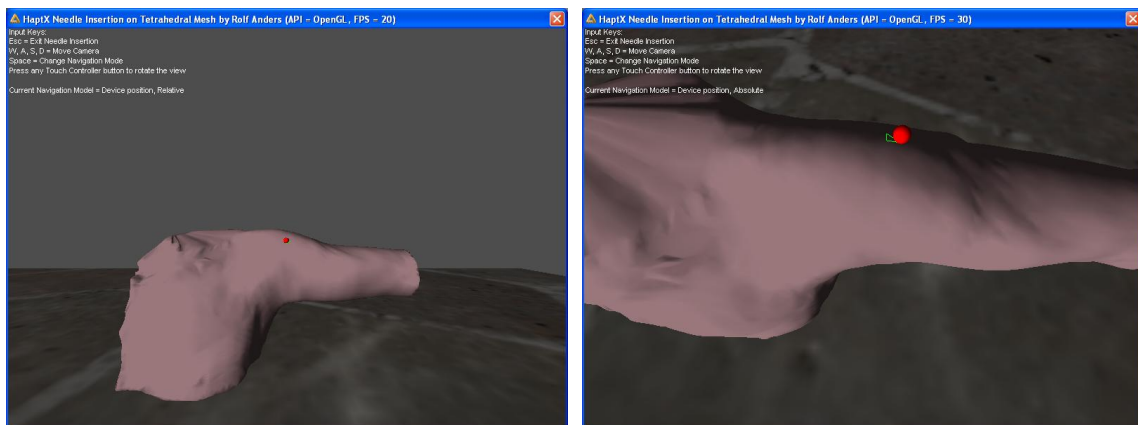 HaptX Needle Insertion on Tetrahedral Mesh by Rolf Anders (API - OpenGL, FPS - 20)
Input Keys:
Esc = Exit Needle Insertion
W, A, S, D = Move Camera
Space = Change Navigation Mode
Press any Touch Controller button to rotate the view
Current Navigation Model = Device position, Relative
HaptX Needle Insertion on Tetrahedral Mesh by Rolf Anders (API - OpenGL, FPS - 30)
Input Keys:
Esc = Exit Needle Insertion
W, A, S, D = Move Camera
Space = Change Navigation Mode
Press any Touch Controller button to rotate the view
Current Navigation Model = Device position, Absolute